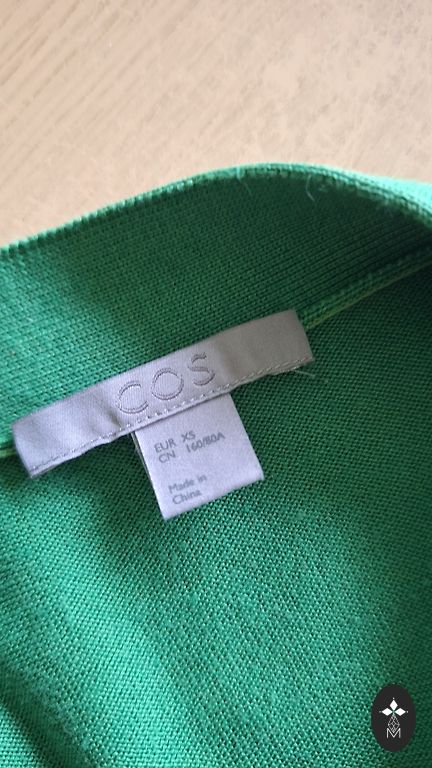 COS
EUR XS
CN 160/80A
Made in
China
M